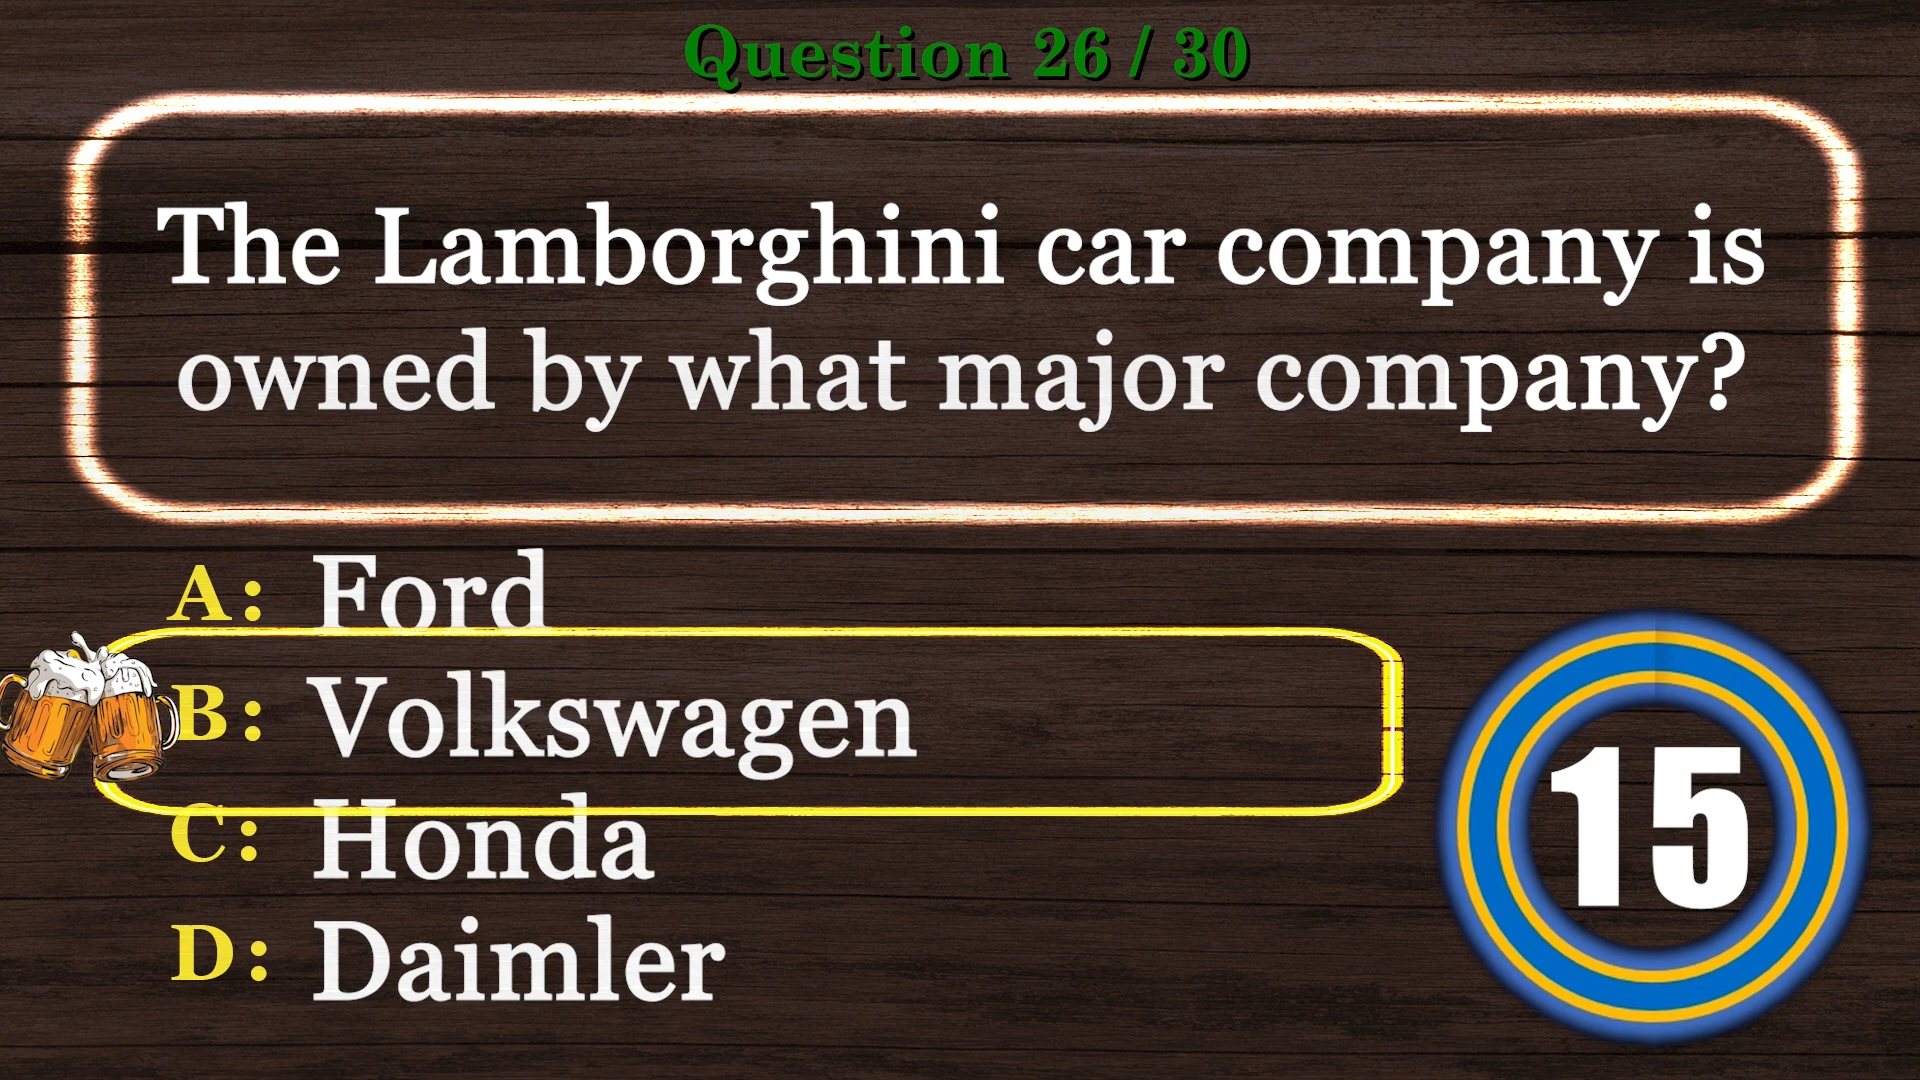 Question 26 / 30
The Lamborghini car company is
owned by what major company?
A: Ford
B: Volkswagen
C: Honda
D: Daimler
15